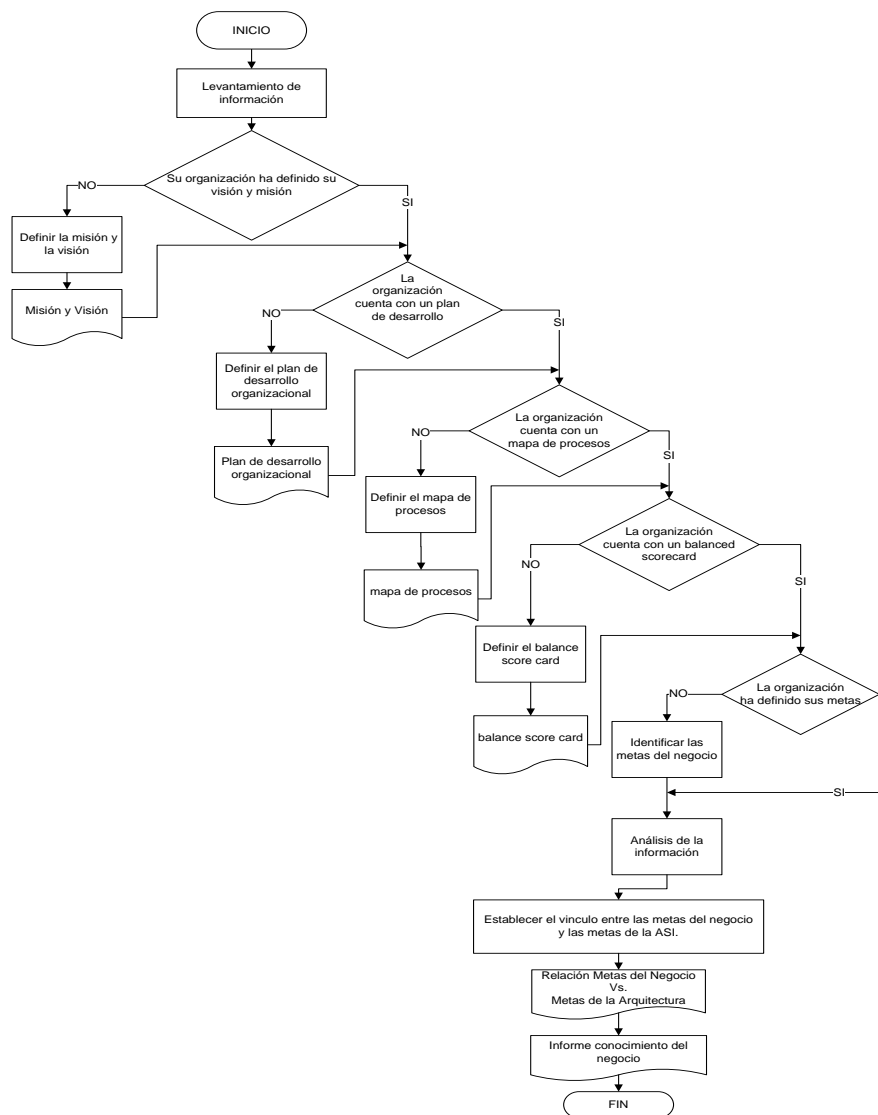 INICIO
Levantamiento de
información
Su organización ha definido su
visión y misión
NO
SI
Definir la misión y
la visión
Misión y Visión
La
organización
cuenta con un plan
de desarrollo
NO
SI
Definir el plan de
desarrollo
organizacional
Plan de desarrollo
organizacional
La organización
cuenta con un
mapa de procesos
NO
SI
Definir el mapa de
procesos
mapa de procesos
La organización
cuenta con un balanced
scorecard
NO
SI
Definir el balance
score card
balance score card
La organización
ha definido sus metas
NO
Identificar las
metas del negocio
SI
Análisis de la
información
Establecer el vinculo entre las metas del negocio
y las metas de la ASI.
Relación Metas del Negocio
Vs.
Metas de la Arquitectura
Informe conocimiento del
negocio
FIN